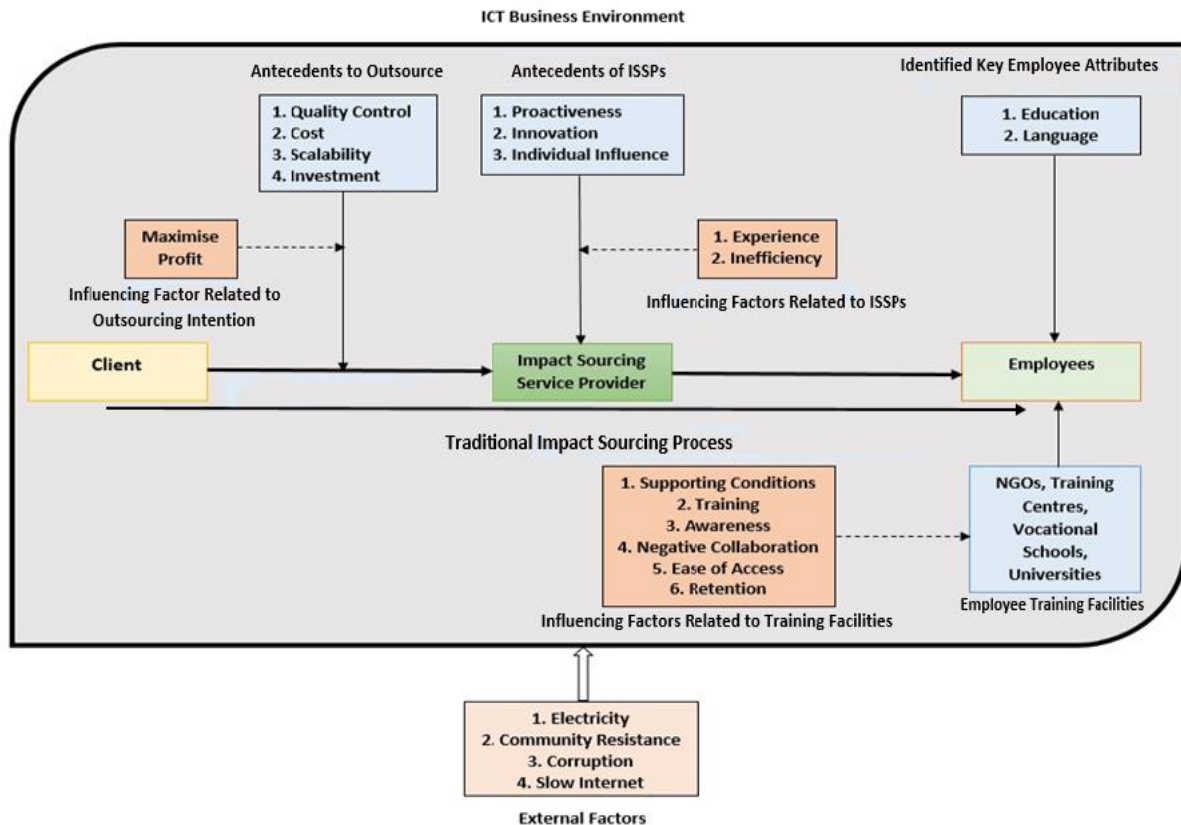 ICT Business Environment
Antecedents to Outsource
1. Quality Control
2. Cost
3. Scalability
4. Investment
Antecedents of ISSPs
1. Proactiveness
2. Innovation
3. Individual Influence
Identified Key Employee Attributes
1. Education
2. Language
Maximise
Profit
Influencing Factor Related to
Outsourcing Intention
1. Experience
2. Inefficiency
Influencing Factors Related to ISSPs
Client
Impact Sourcing
Service Provider
Employees
Traditional Impact Sourcing Process
1. Supporting Conditions
2. Training
3. Awareness
4. Negative Collaboration
5. Ease of Access
6. Retention
Influencing Factors Related to Training Facilities
NGOs, Training
Centres,
Vocational
Schools,
Universities
Employee Training Facilities
1. Electricity
2. Community Resistance
3. Corruption
4. Slow Internet
External Factors